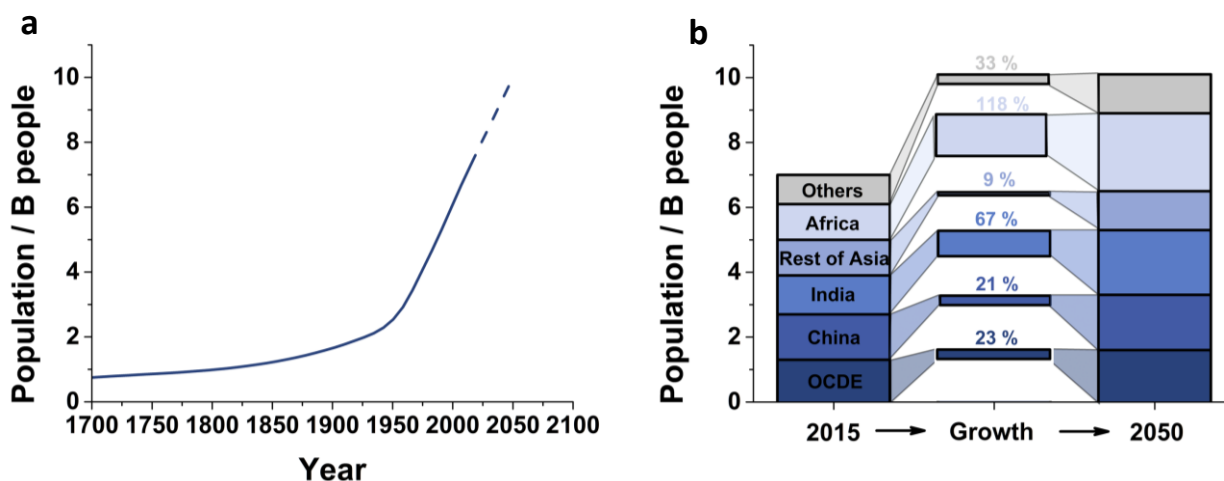 a
Population / B people
10
8
6
4
2
0
1700 1750 1800 1850 1900 1950 2000 2050 2100
Year
b
Population / B people
10
8
6
4
2
0
33 %
118 %
9 %
67 %
21 %
23 %
Others
Africa
Rest of Asia
India
China
OCDE
2015 → Growth → 2050